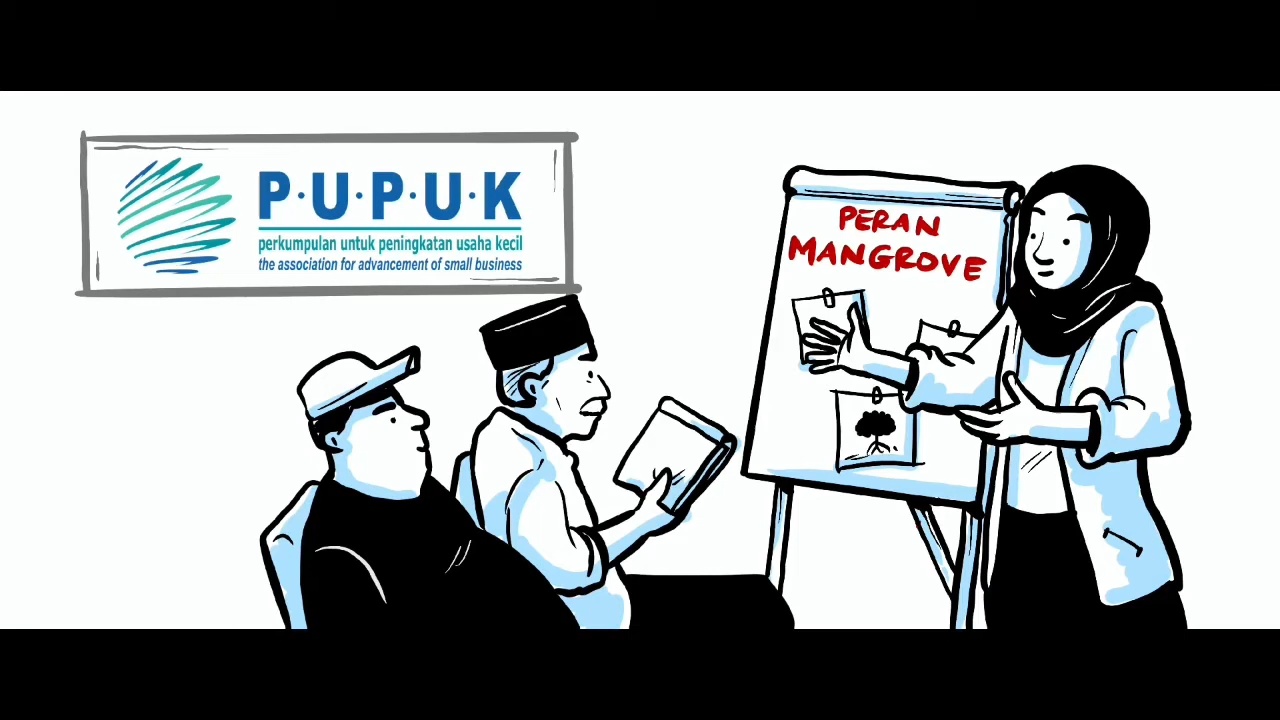 P·U·P·U·K
perkumpulan untuk peningkatan usaha kecil
the association for advancement of small business
PERAN
MANGROVE